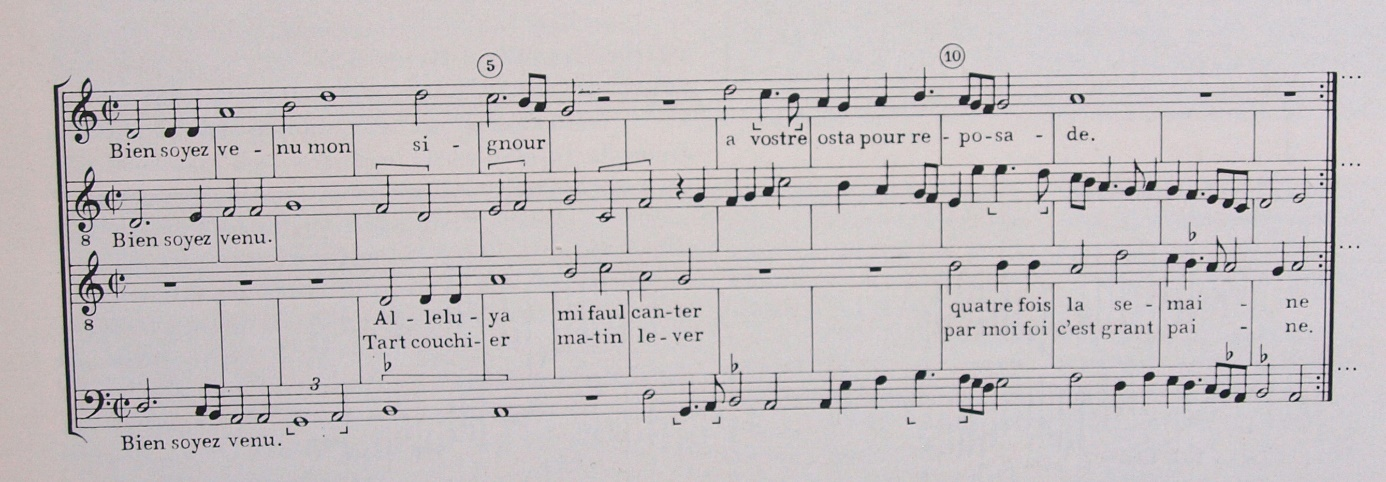 5 10
Bien soyez ve - nu mon si - gnour a vostre osta pour re - po - sa - de.
8 Bien soyez venu.
8
Al - lelu - ya mi faul can-ter quatre fois la se - mai - ne
Tart couchi- er ma-tin le - ver par moi foi c'est grant pai - ne.
3
Bien soyez venu.